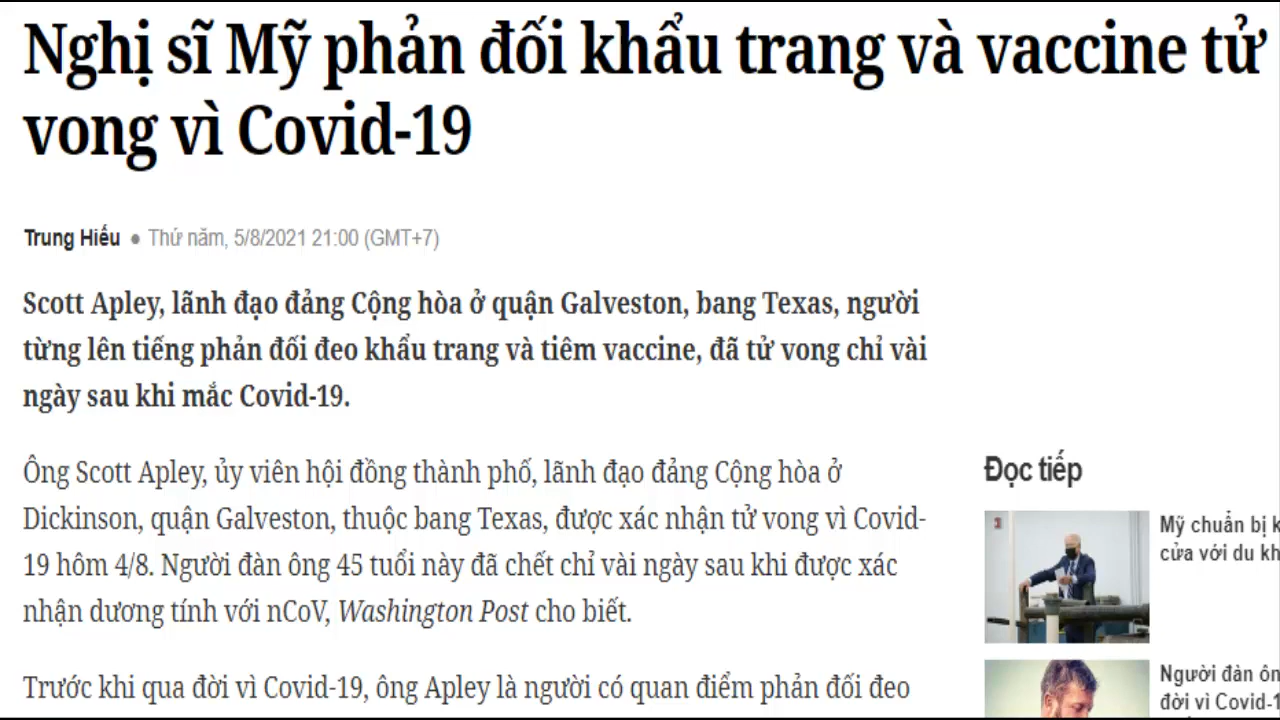 Nghị sĩ Mỹ phản đối khẩu trang và vaccine tử
vong vì Covid-19
Trung Hiếu ● Thứ năm, 5/8/2021 21:00 (GMT+7)
Scott Apley, lãnh đạo đảng Cộng hòa ở quận Galveston, bang Texas, người
từng lên tiếng phản đối đeo khẩu trang và tiêm vaccine, đã tử vong chỉ vài
ngày sau khi mắc Covid-19.
Ông Scott Apley, ủy viên hội đồng thành phố, lãnh đạo đảng Cộng hòa ở
Dickinson, quận Galveston, thuộc bang Texas, được xác nhận tử vong vì Covid-
19 hôm 4/8. Người đàn ông 45 tuổi này đã chết chỉ vài ngày sau khi được xác
nhận dương tính với nCoV, Washington Post cho biết.
Trước khi qua đời vì Covid-19, ông Apley là người có quan điểm phản đối đeo
Đọc tiếp
Mỹ chuẩn bị
cửa với du
Người đàn
đời vì